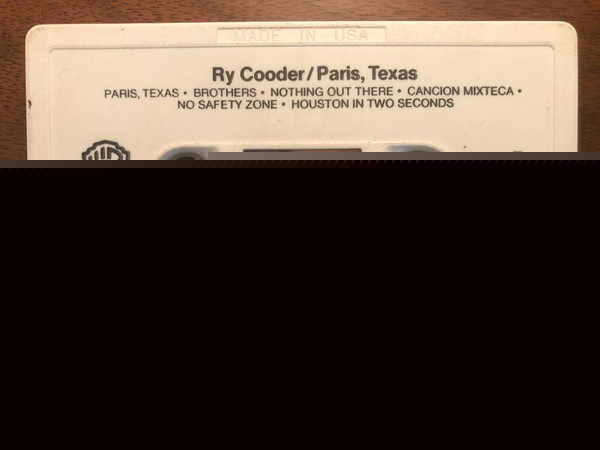 MADE IN USA
Ry Cooder/Paris, Texas
PARIS, TEXAS • BROTHERS • NOTHING OUT THERE • CANCION MIXTECA •
NO SAFETY ZONE • HOUSTON IN TWO SECONDS